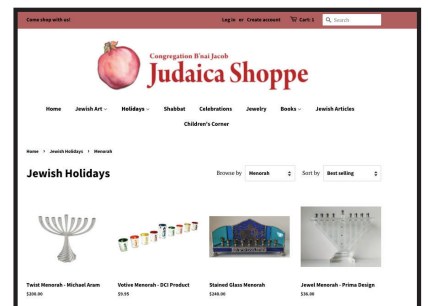 Come shop with us!
Log in or Create account Cart: 2 Search
Congregation B'nai Jacob
Judaica Shoppe
Home Jewish Art Holidays Shabbat Celebrations Jewelry Books Jewish Articles
Children's Corner
Home › Jewish Holidays › Menorah
Jewish Holidays
Browse by Menorah Sort by Best selling
Twist Menorah - Michael Aram Votive Menorah - DCI Product Stained Glass Menorah Jewel Menorah - Prima Design
$200.00 $9.95 $240.00 $36.00